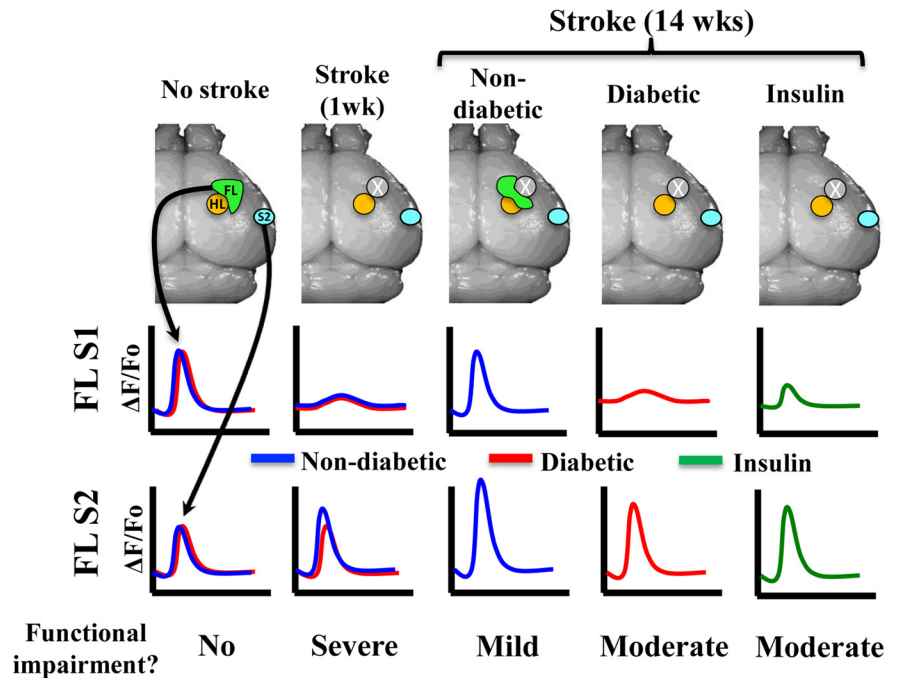 Stroke (14 wks)
No stroke
Stroke
(1wk)
Non-
diabetic
Diabetic
Insulin
FL
HL
S2
X
X
X
X
FL S1
ΔF/Fo
Non-diabetic
Diabetic
Insulin
FL S2
ΔF/Fo
Functional
impairment?
No
Severe
Mild
Moderate
Moderate